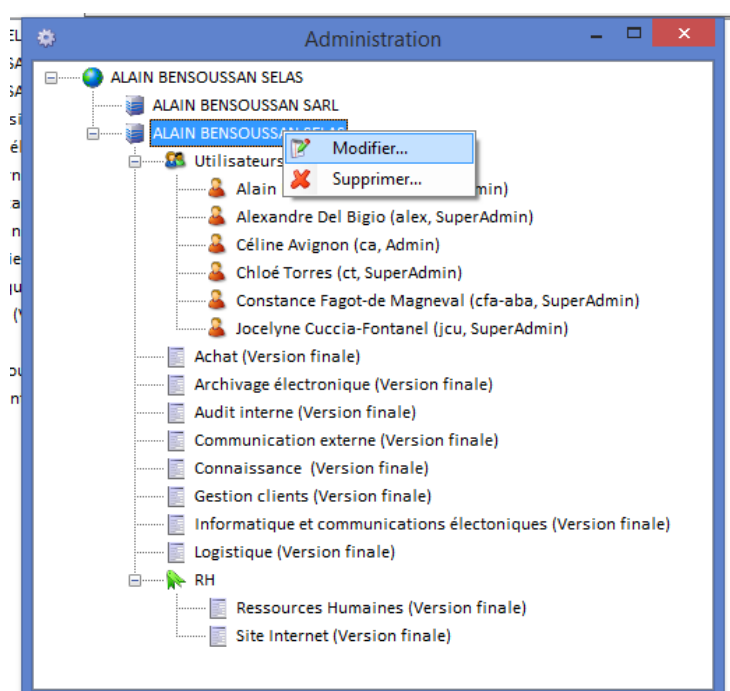 Administration
ALAIN BENSOUSSAN SELAS
ALAIN BENSOUSSAN SARL
ALAIN BENSOUSSAN SELAS
Modifier...
Utilisateurs
Supprimer...
Alain min)
Alexandre Del Bigio (alex, SuperAdmin)
Céline Avignon (ca, Admin)
Chloé Torres (ct, SuperAdmin)
Constance Fagot-de Magneval (cfa-aba, SuperAdmin)
Jocelyne Cuccia-Fontanel (jcu, SuperAdmin)
Achat (Version finale)
Archivage électronique (Version finale)
Audit interne (Version finale)
Communication externe (Version finale)
Connaissance (Version finale)
Gestion clients (Version finale)
Informatique et communications électoniques (Version finale)
Logistique (Version finale)
RH
Ressources Humaines (Version finale)
Site Internet (Version finale)